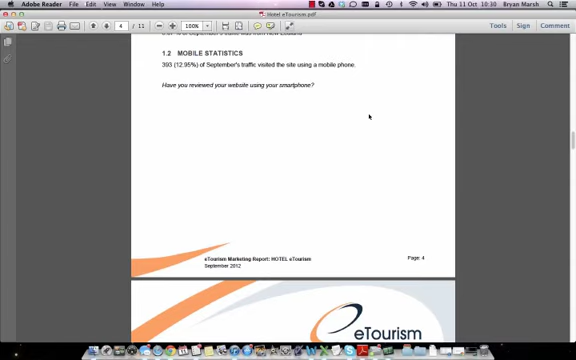 Adobe Reader File Edit View Window Help
Thu 11 Oct 10:30 Bryan Marsh
Hotel eTourism.pdf
4 / 11
100%
Tools Sign Comment
1.2 MOBILE STATISTICS
393 (12.95%) of September's traffic visited the site using a mobile phone.
Have you reviewed your website using your smartphone?
eTourism Marketing Report: HOTEL eTourism
Page: 4
September 2012
eTourism